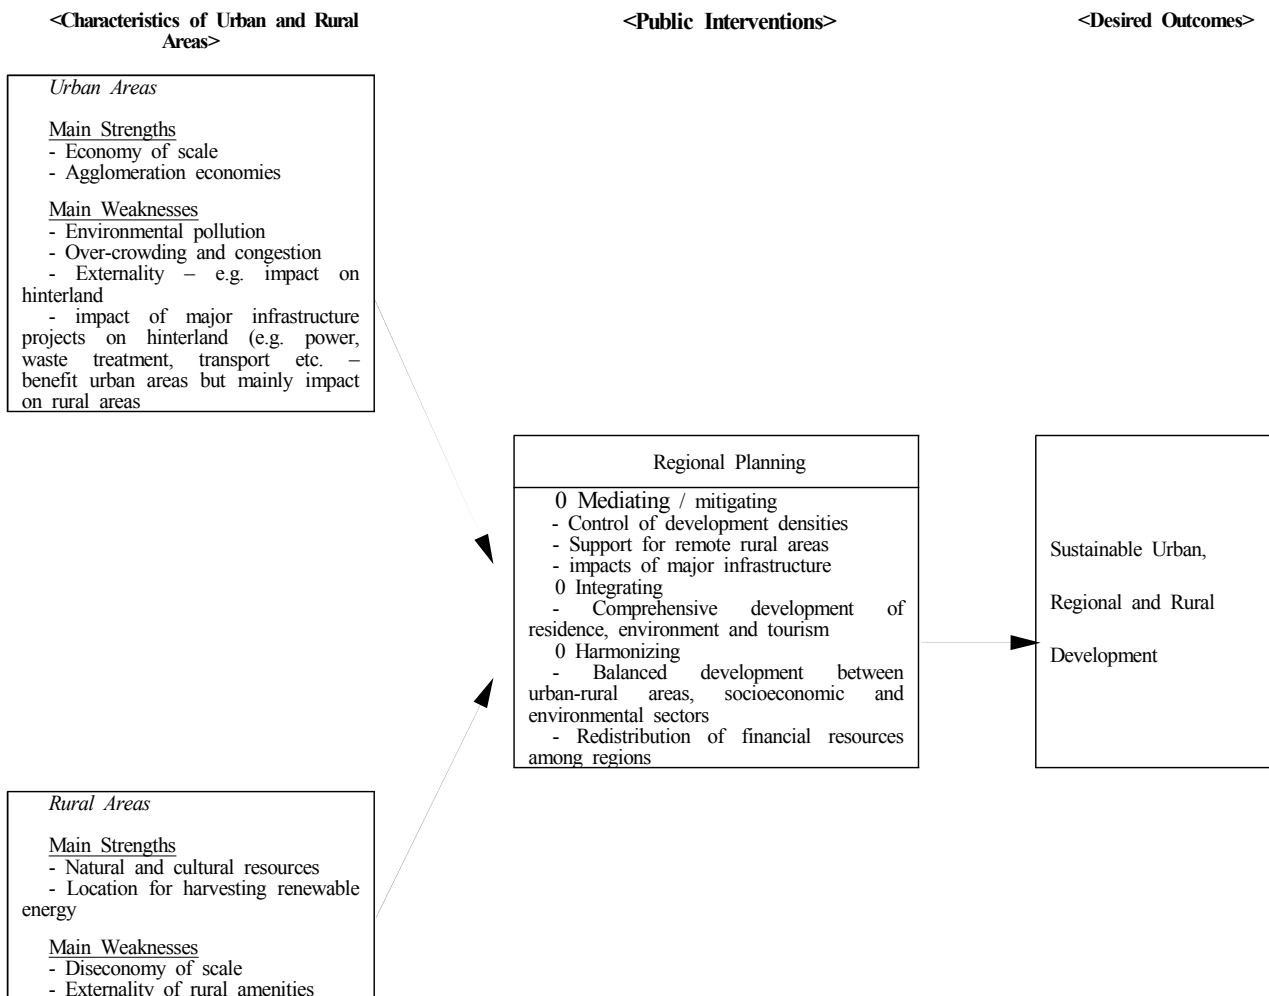 <Characteristics of Urban and Rural
Areas>
<Public Interventions>
<Desired Outcomes>
Urban Areas
Main Strengths
- Economy of scale
- Agglomeration economies
Main Weaknesses
- Environmental pollution
- Over-crowding and congestion
- Externality – e.g. impact on
hinterland
- impact of major infrastructure
projects on hinterland (e.g. power,
waste treatment, transport etc. –
benefit urban areas but mainly impact
on rural areas
Regional Planning
0 Mediating / mitigating
- Control of development densities
- Support for remote rural areas
- impacts of major infrastructure
0 Integrating
- Comprehensive development of
residence, environment and tourism
0 Harmonizing
- Balanced development between
urban-rural areas, socioeconomic and
environmental sectors
- Redistribution of financial resources
among regions
Sustainable Urban,
Regional and Rural
Development
Rural Areas
Main Strengths
- Natural and cultural resources
- Location for harvesting renewable
energy
Main Weaknesses
- Diseconomy of scale
- Externality of rural amenities